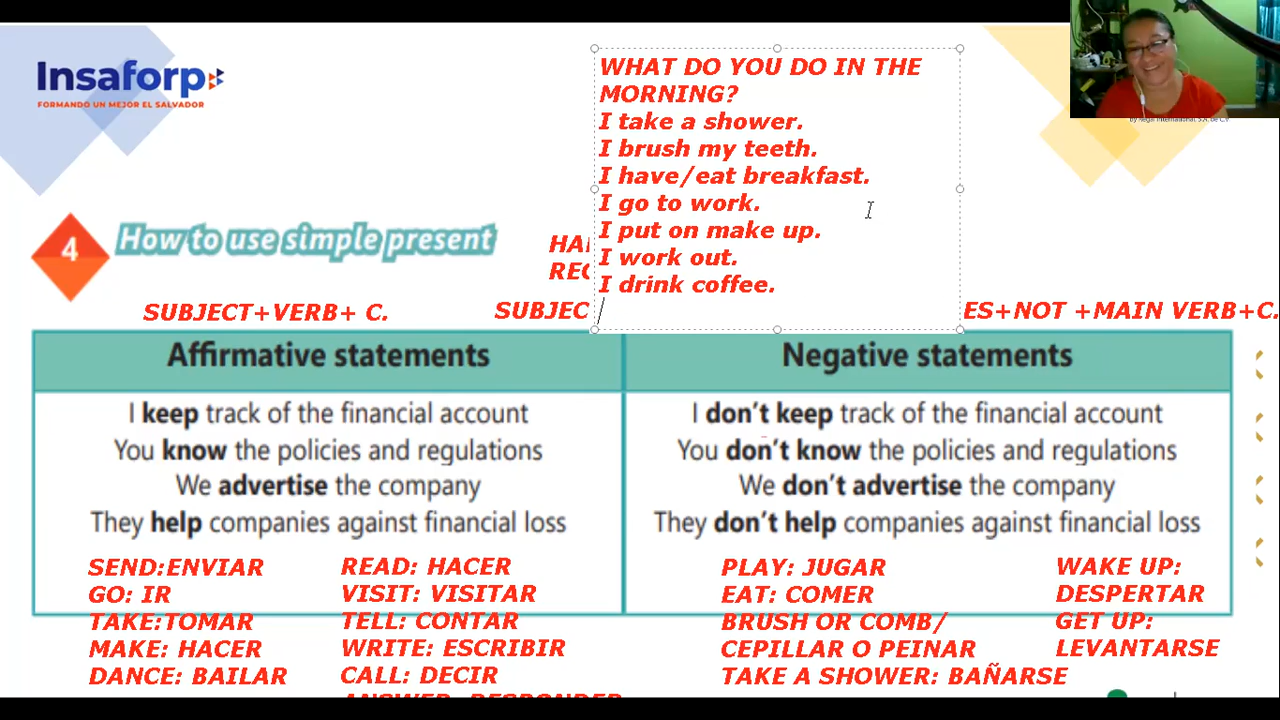 Insaforp
FORMANDO UN MEJOR EL SALVADOR
WHAT DO YOU DO IN THE
MORNING?
I take a shower.
I brush my teeth.
I have/eat breakfast.
I go to work.
I put on make up.
I work out.
I drink coffee.
by Regal International, S.A. de C.V
4
How to use simple present
SUBJECT+VERB+ C.
SUBJEC
ES+NOT +MAIN VERB+C.
Affirmative statements
I keep track of the financial account
You know the policies and regulations
We advertise the company
They help companies against financial loss
Negative statements
I don't keep track of the financial account
You don't know the policies and regulations
We don't advertise the company
They don't help companies against financial loss
SEND:ENVIAR
GO: IR
TAKE:TOMAR
MAKE: HACER
DANCE: BAILAR
READ: HACER
VISIT: VISITAR
TELL: CONTAR
WRITE: ESCRIBIR
CALL: DECIR
ANSWER: RESPONDER
PLAY: JUGAR
EAT: COMER
BRUSH OR COMB/
CEPILLAR O PEINAR
TAKE A SHOWER: BAÑARSE
WAKE UP:
DESPERTAR
GET UP:
LEVANTARSE